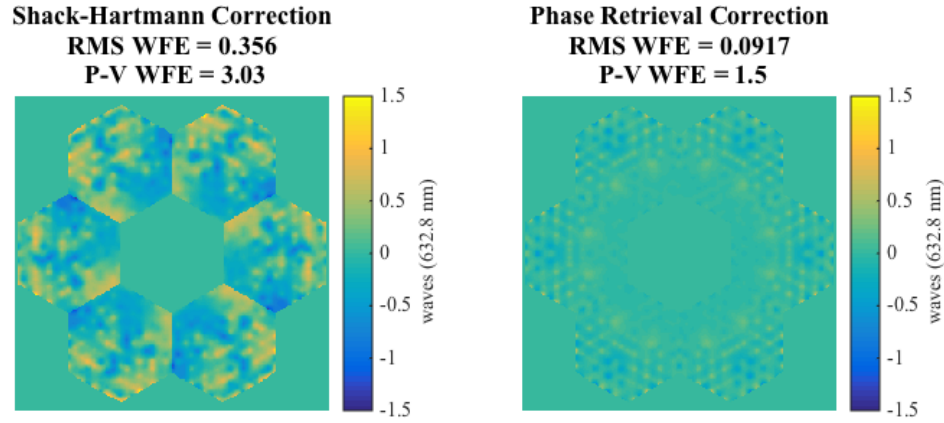 Shack-Hartmann Correction
RMS WFE = 0.356
P-V WFE = 3.03
1.5
1
0.5
0
-0.5
-1
-1.5
waves (632.8 nm)
Phase Retrieval Correction
RMS WFE = 0.0917
P-V WFE = 1.5
1.5
1
0.5
0
-0.5
-1
-1.5
waves (632.8 nm)